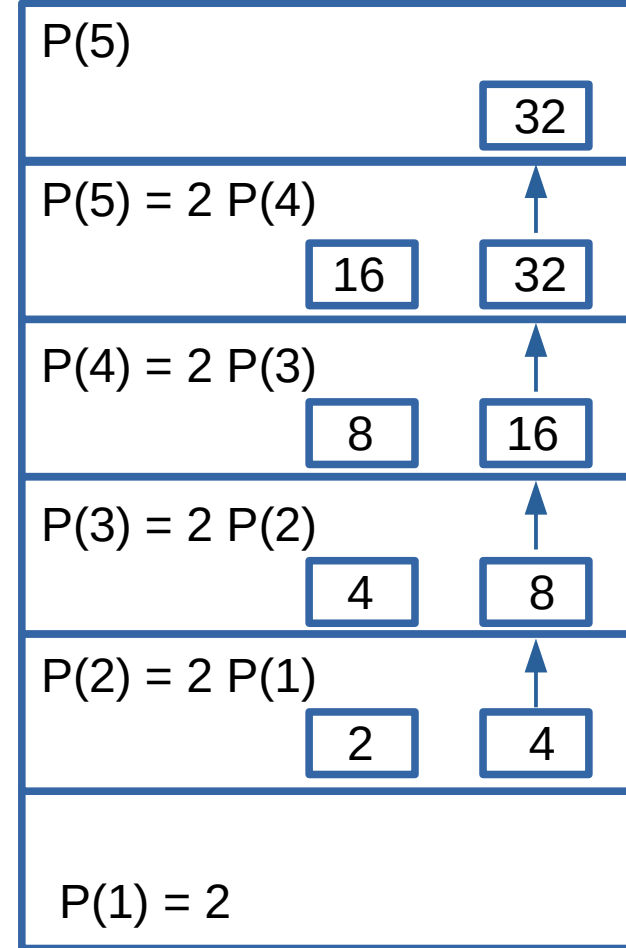 P(5)
32
P(5) = 2 P(4)
16 32
P(4) = 2 P(3)
8 16
P(3) = 2 P(2)
4 8
P(2) = 2 P(1)
2 4
P(1) = 2